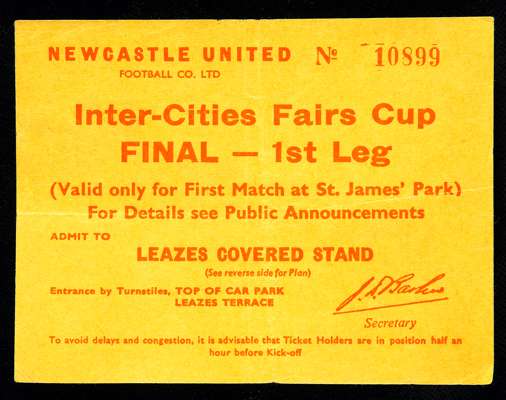 NEWCASTLE UNITED Nº 10899
FOOTBALL CO. LTD
Inter-Cities Fairs Cup
FINAL — 1st Leg
(Valid only for First Match at St. James' Park)
For Details see Public Announcements
ADMIT TO
LEAZES COVERED STAND
(See reverse side for Plan)
Entrance by Turnstiles, TOP OF CAR PARK
LEAZES TERRACE
Secretary
To avoid delays and congestion, it is advisable that Ticket Holders are in position half an
hour before Kick-off